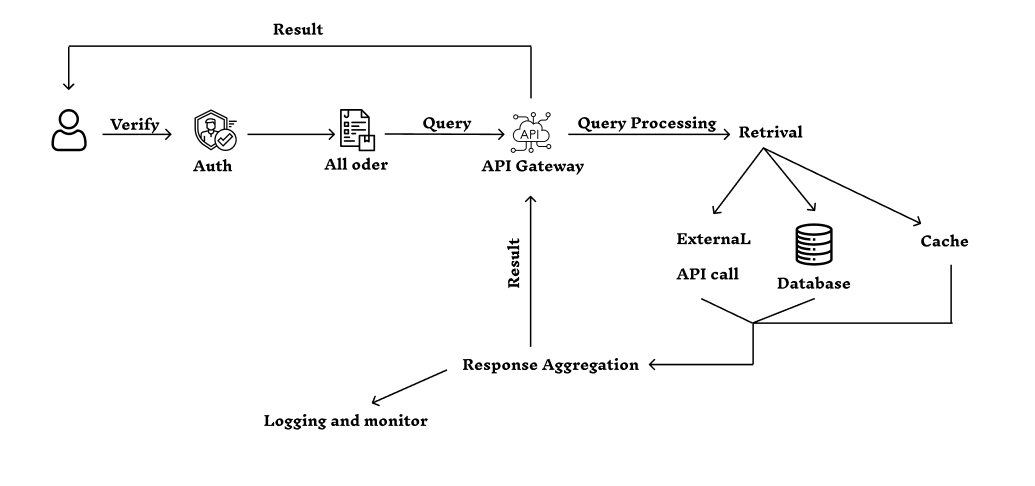 Result
Verify
Query
Query Processing
Retrival
API
Auth
All oder
API Gateway
ExternaL
API call
Database
Cache
Result
Response Aggregation
Logging and monitor